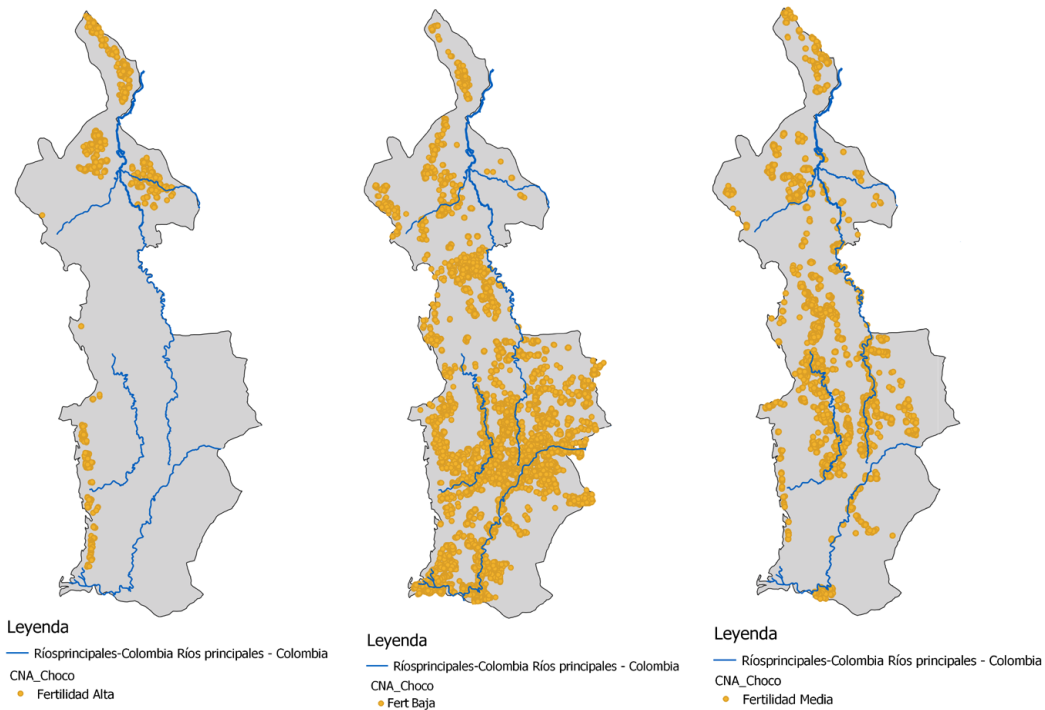 Leyenda
Ríosprincipales-Colombia Ríos principales - Colombia
CNA_Choco
Fertilidad Alta
Leyenda
Ríosprincipales-Colombia Ríos principales - Colombia
CNA_Choco
Fert Baja
Leyenda
Ríosprincipales-Colombia Ríos principales - Colombia
CNA_Choco
Fertilidad Media